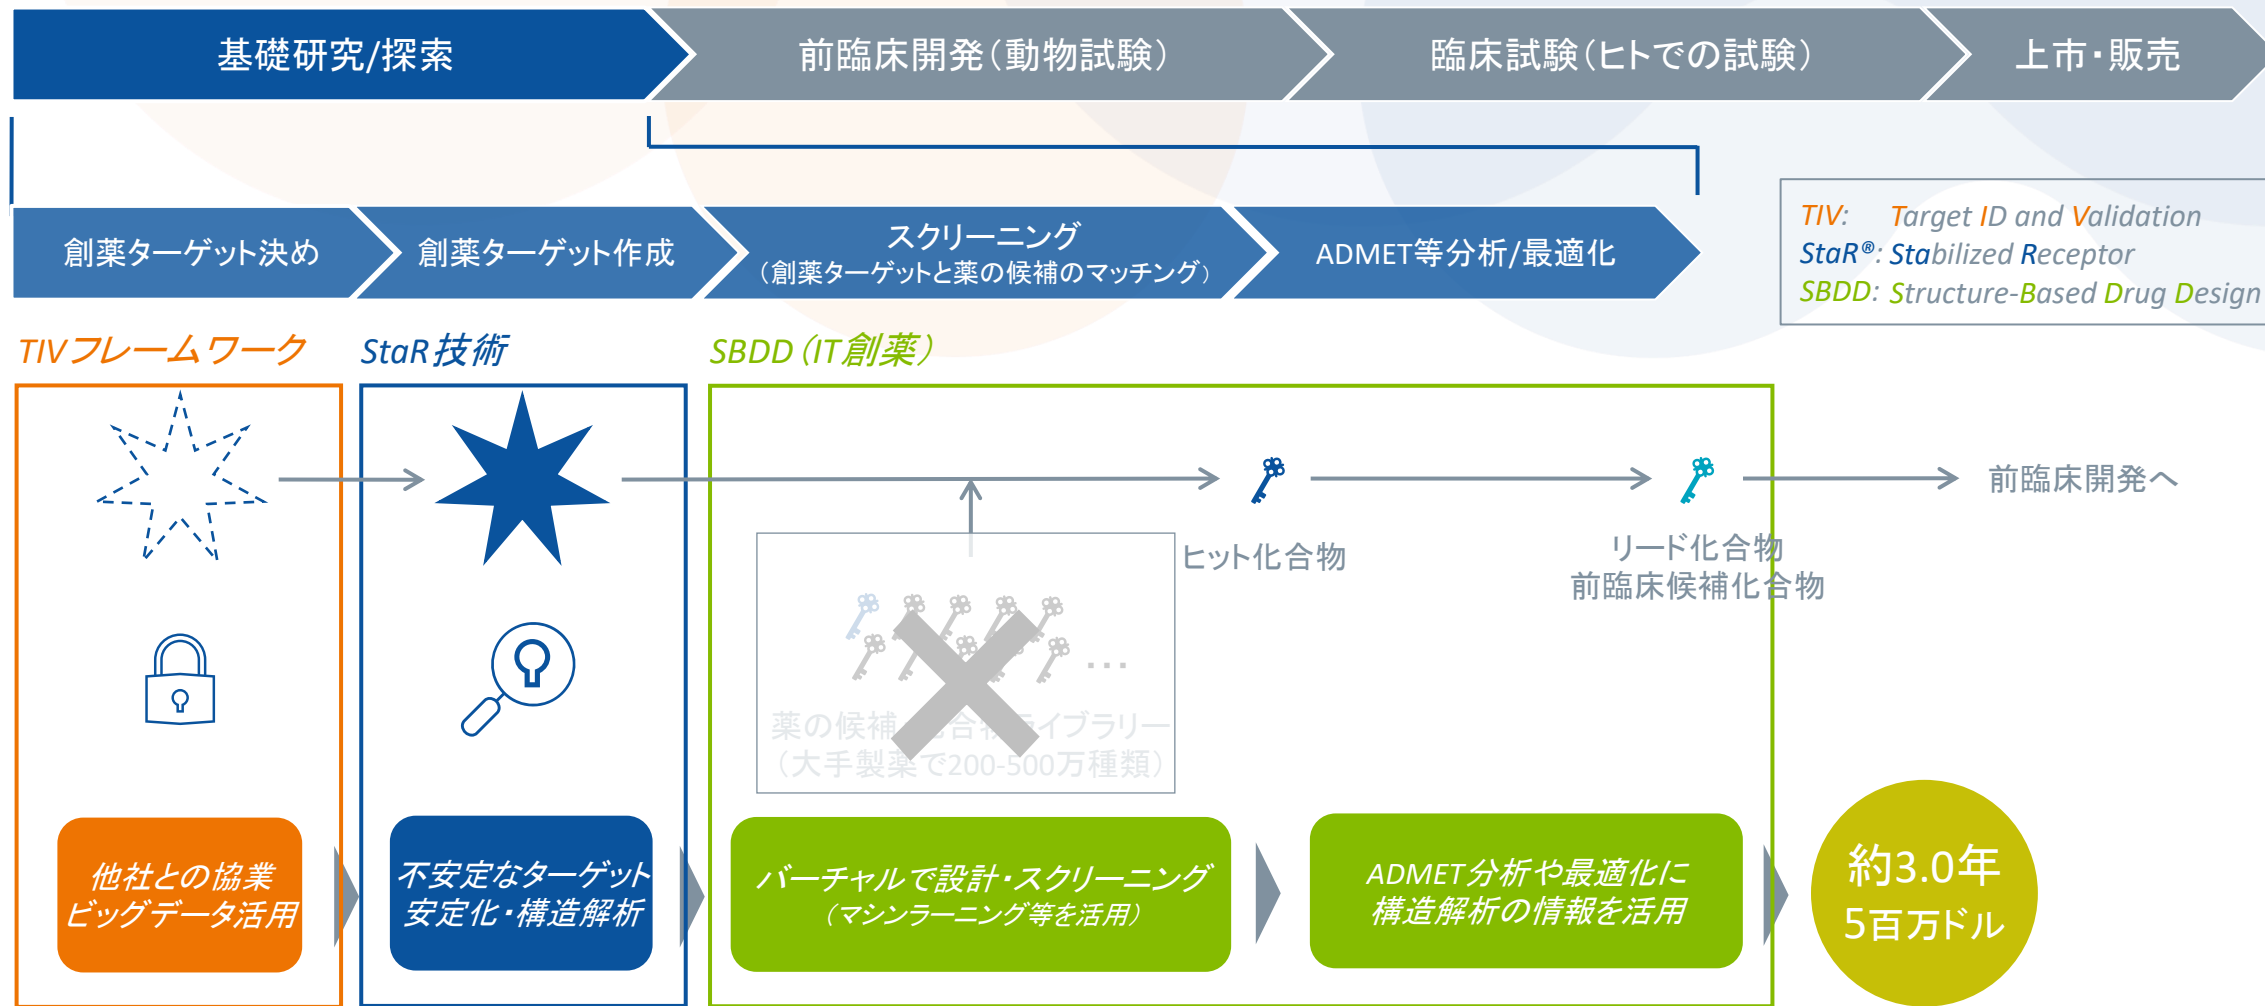 基礎研究/探索
前臨床開発（動物試験）
臨床試験（ヒトでの試験）
上市・販売
創薬ターゲット決め
創薬ターゲット作成
スクリーニング
（創薬ターゲットと薬の候補のマッチング）
ADMET等分析/最適化
TIV: Target ID and Validation
StaR®: Stabilized Receptor
SBDD: Structure-Based Drug Design
TIVフレームワーク
StaR技術
SBDD（IT創薬）
前臨床開発へ
ヒット化合物
リード化合物
前臨床候補化合物
…
薬の候補 合 イブラリー
（大手製薬で200-500万種類）
他社との協業
ビッグデータ活用
不安定なターゲット
安定化・構造解析
バーチャルで設計・スクリーニング
（マシンラーニング等を活用）
ADMET分析や最適化に
構造解析の情報を活用
約3.0年
5百万ドル